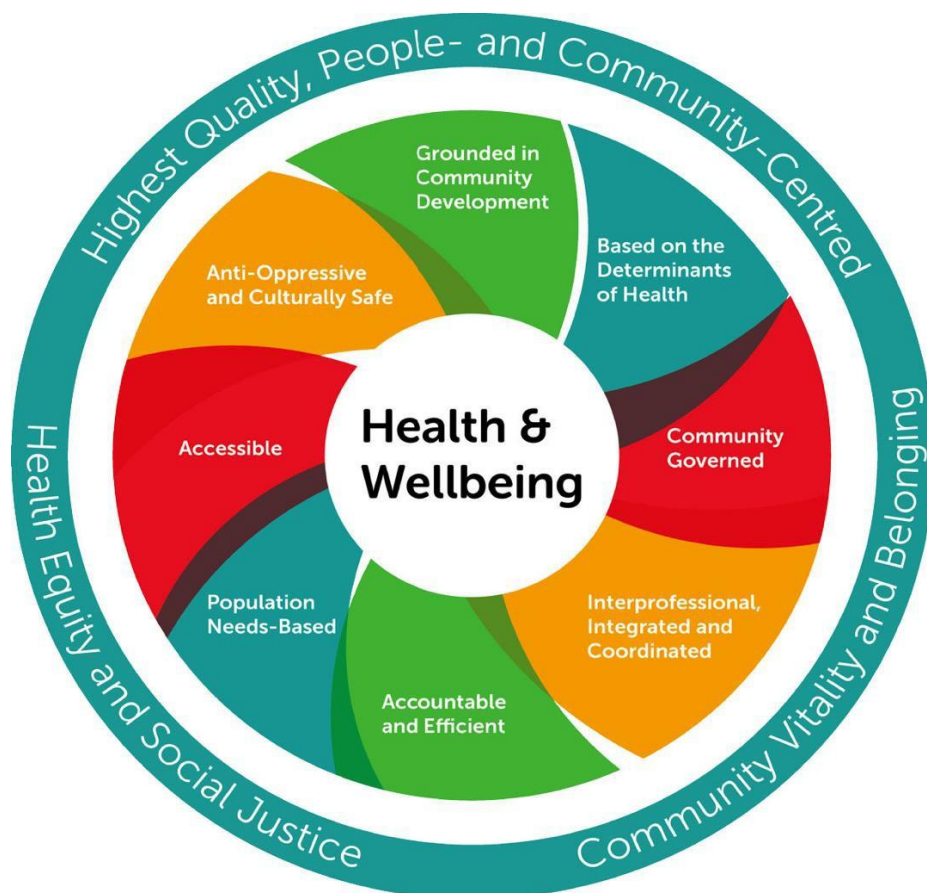 Highest Quality, People- and Community-Centred
Grounded in
Community
Development
Based on the
Determinants
of Health
Anti-Oppressive
and Culturally Safe
Health &
Wellbeing
Accessible
Community
Governed
Population
Needs-Based
Interprofessional,
Integrated and
Coordinated
Accountable
and Efficient
Health Equity and Social Justice
Community Vitality and Belonging